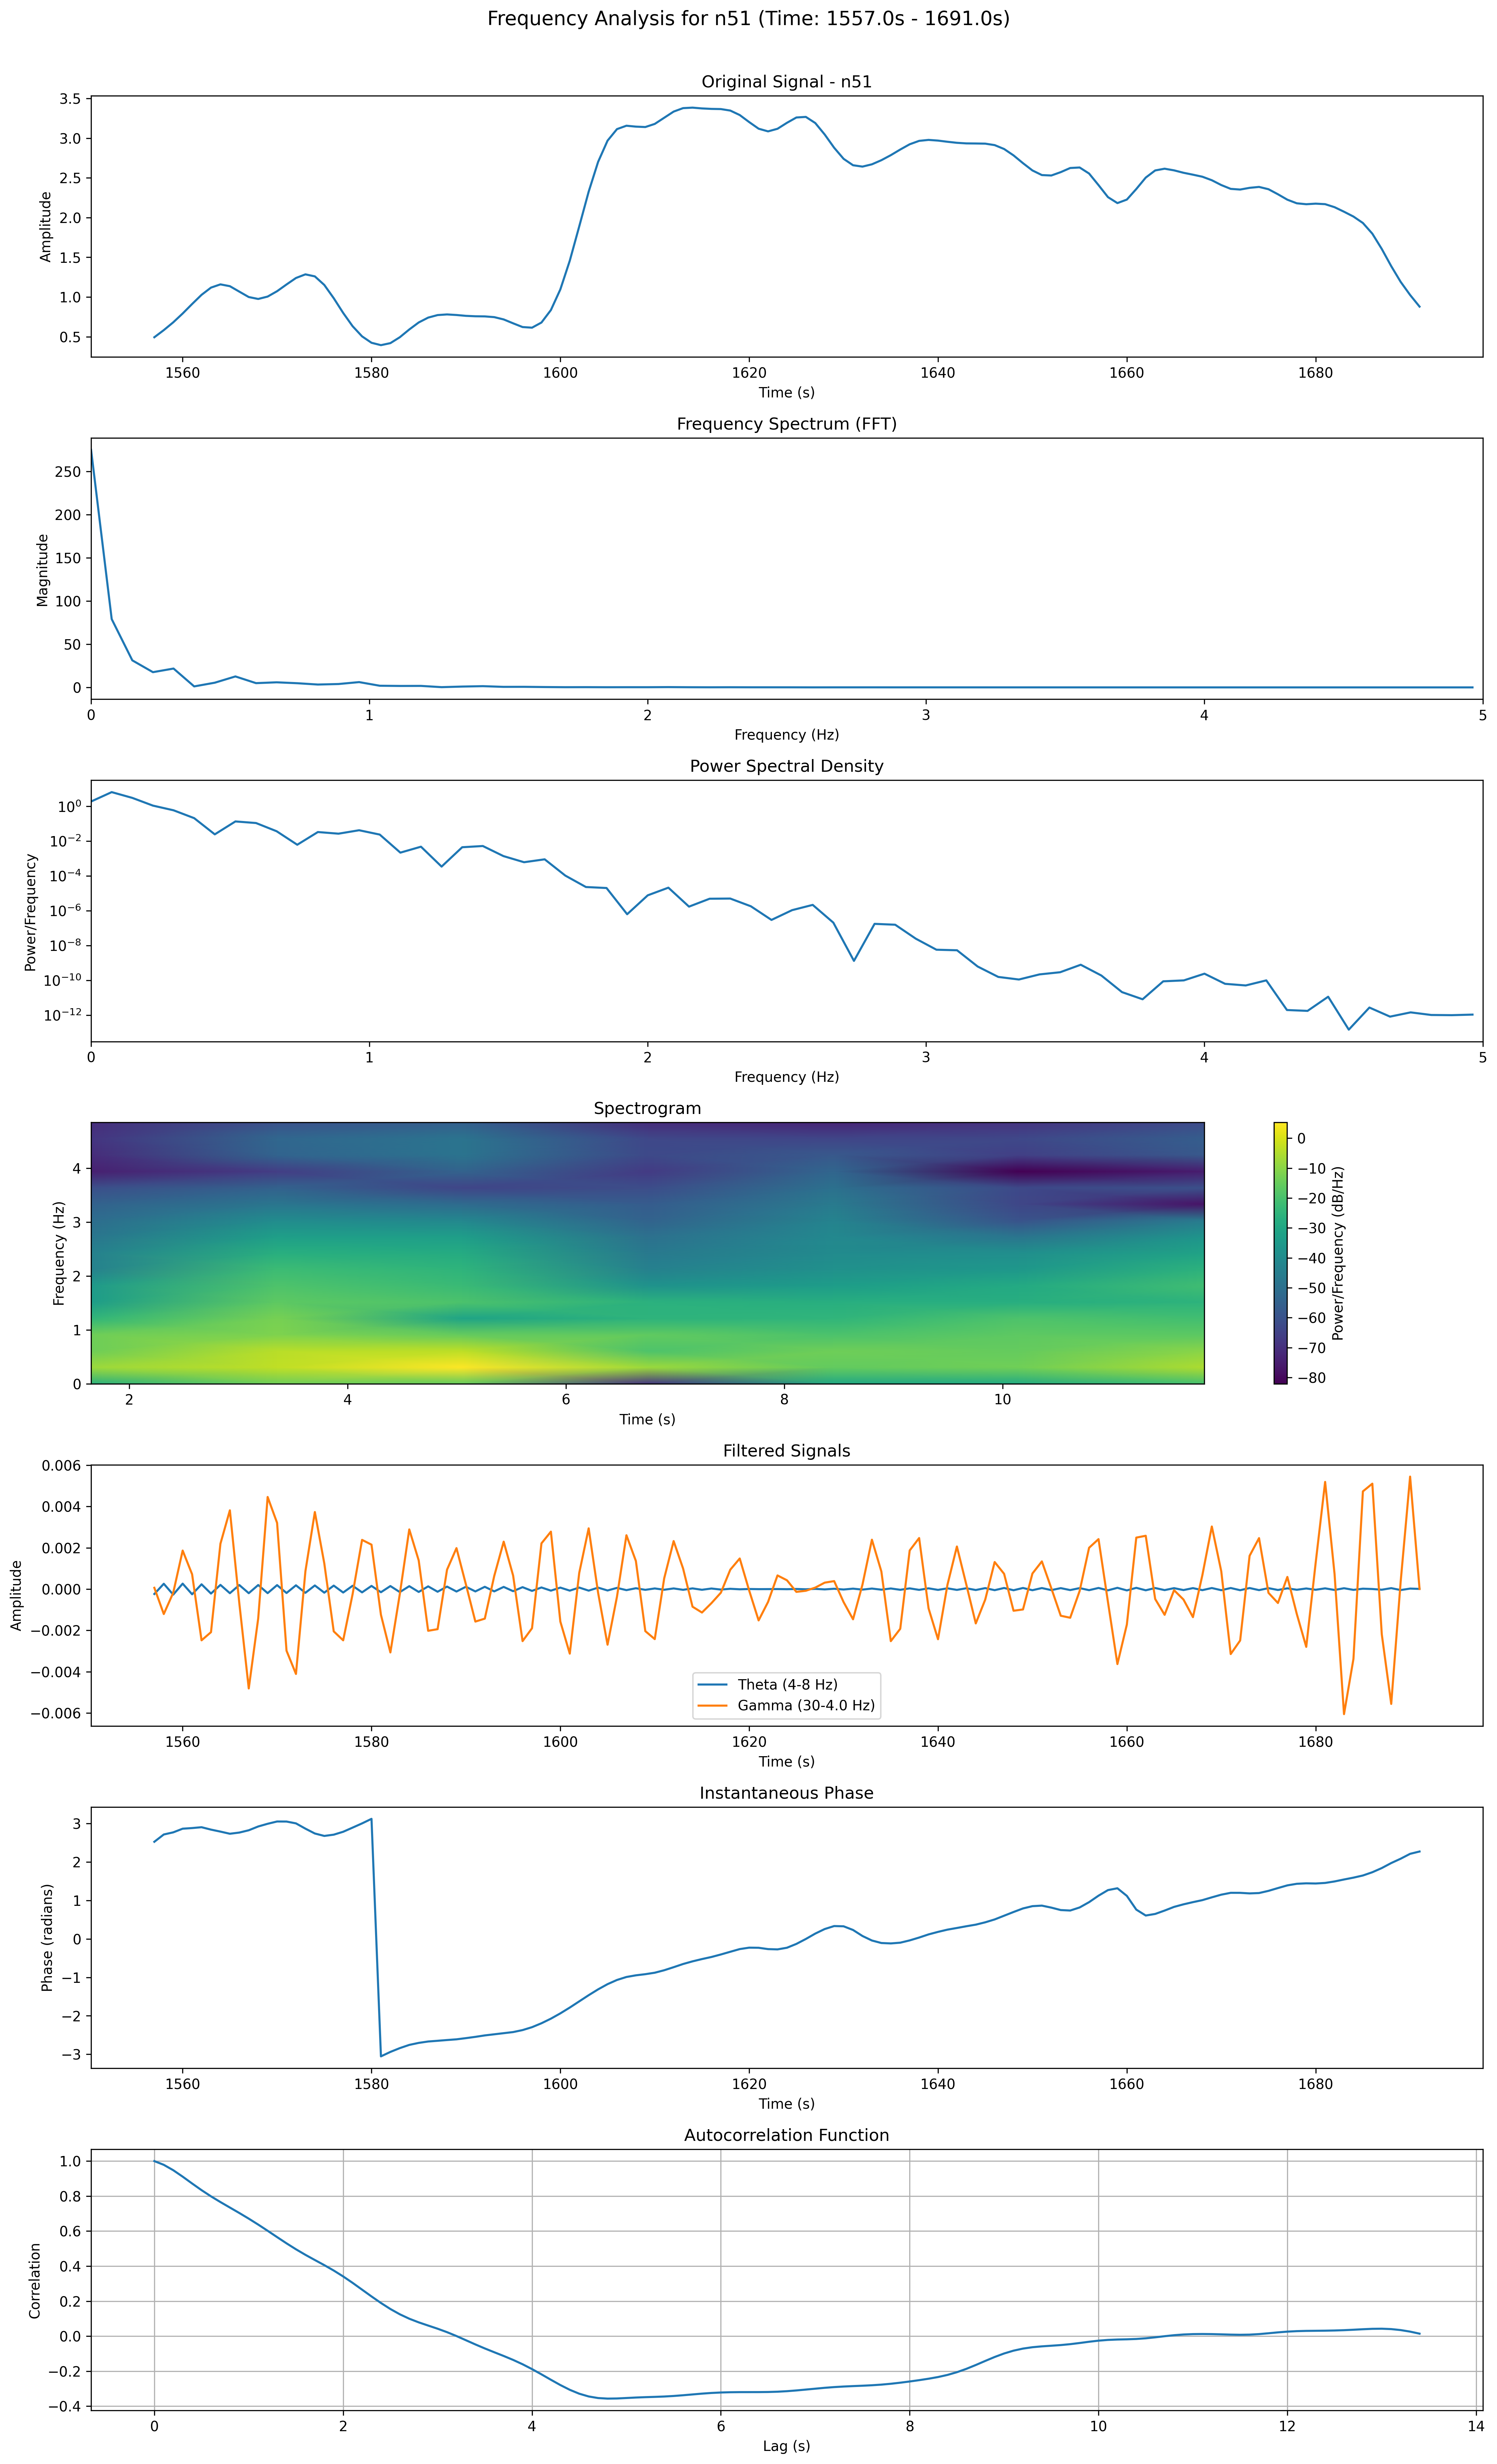 Frequency Analysis for n51 (Time: 1557.0s - 1691.0s)
Original Signal - n51
Amplitude
3.5
3.0
2.5
2.0
1.5
1.0
0.5
1560 1580 1600 1620 1640 1660 1680
Time (s)
Frequency Spectrum (FFT)
Magnitude
250
200
150
100
50
0
0 1 2 3 4 5
Frequency (Hz)
Power Spectral Density
Power/Frequency
10⁰
10⁻²
10⁻⁴
10⁻⁶
10⁻⁸
10⁻¹⁰
10⁻¹²
0 1 2 3 4 5
Frequency (Hz)
Spectrogram
Frequency (Hz)
4
3
2
1
0
2 4 6 8 10
Time (s)
0
−10
−20
−30
−40
−50
−60
−70
−80
Power/Frequency (dB/Hz)
Filtered Signals
Amplitude
0.006
0.004
0.002
0.000
−0.002
−0.004
−0.006
Theta (4-8 Hz)
Gamma (30-4.0 Hz)
1560 1580 1600 1620 1640 1660 1680
Time (s)
Instantaneous Phase
Phase (radians)
3
2
1
0
−1
−2
−3
1560 1580 1600 1620 1640 1660 1680
Time (s)
Autocorrelation Function
Correlation
1.0
0.8
0.6
0.4
0.2
0.0
−0.2
−0.4
0 2 4 6 8 10 12 14
Lag (s)